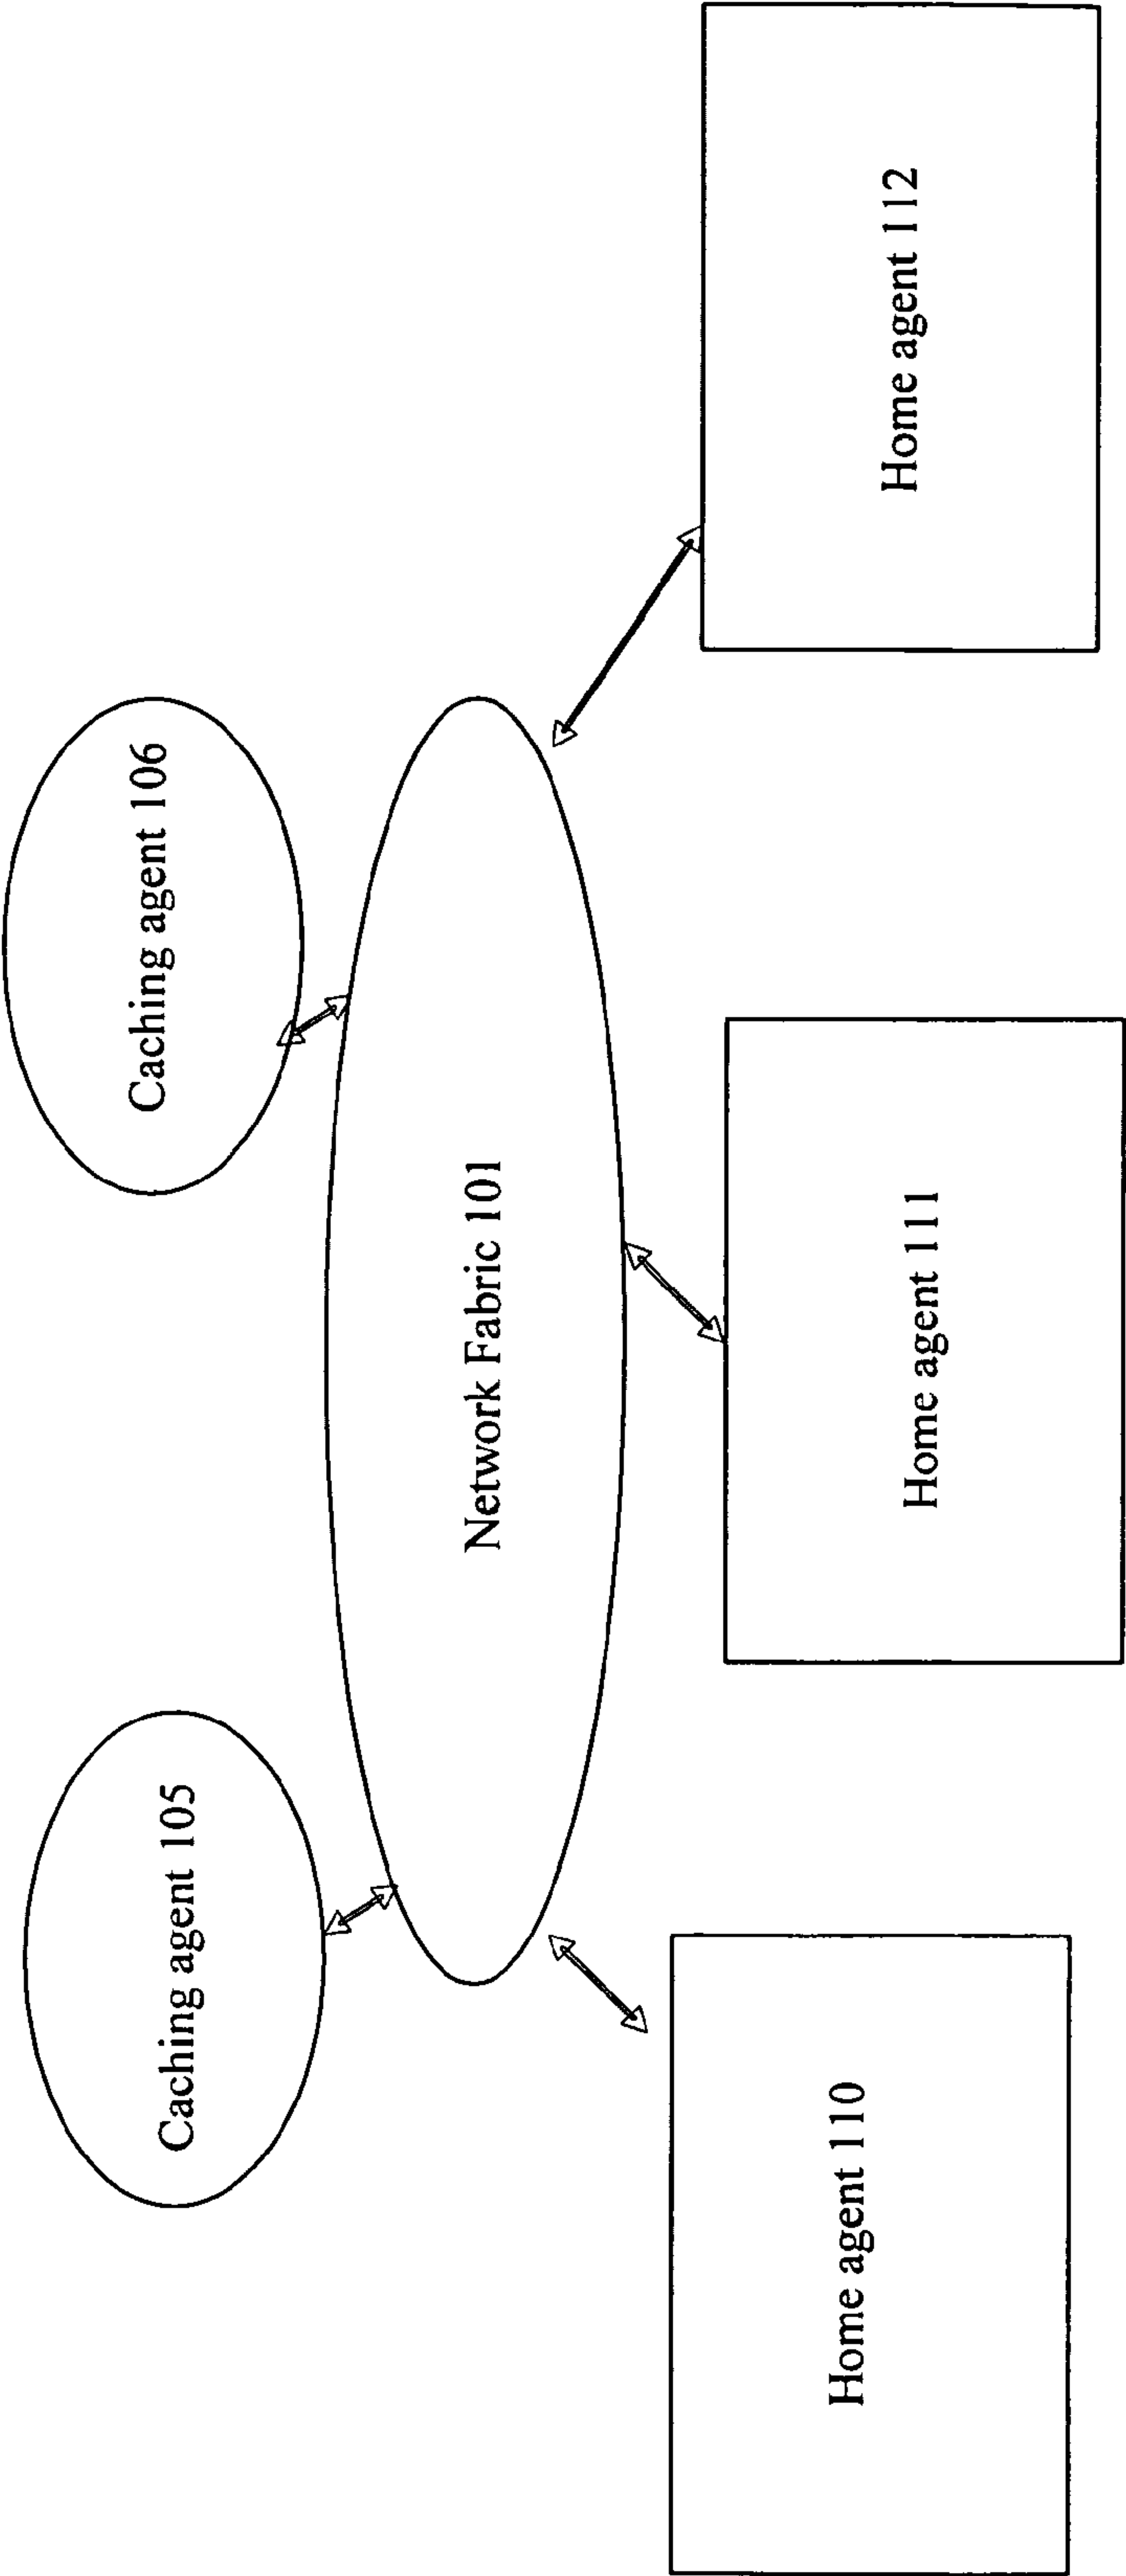 Caching agent 105
Caching agent 106
Network Fabric 101
Home agent 110
Home agent 111
Home agent 112